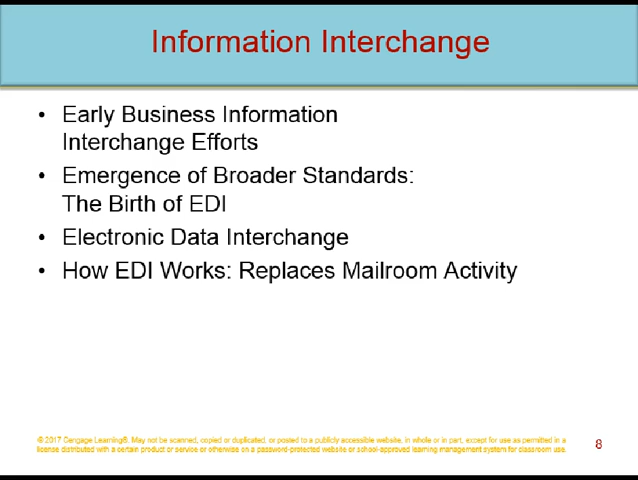 Information Interchange
• Early Business Information
Interchange Efforts
• Emergence of Broader Standards:
The Birth of EDI
• Electronic Data Interchange
• How EDI Works: Replaces Mailroom Activity
© 2017 Cengage Learning®. May not be scanned, copied or duplicated, or posted to a publicly accessible website, in whole or in part, except for use as permitted in a
license distributed with a certain product or service or otherwise on a password-protected website or school-approved learning management system for classroom use.
8